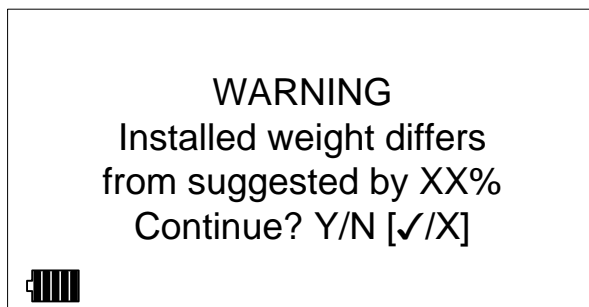 WARNING
Installed weight differs
from suggested by XX%
Continue? Y/N [✓/X]